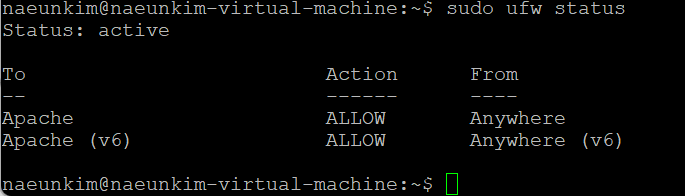 naeunkim@naeunkim-virtual-machine:~$ sudo ufw status
Status: active
To                         Action      From
--                         ------      ----
Apache                     ALLOW       Anywhere
Apache (v6)                ALLOW       Anywhere (v6)
naeunkim@naeunkim-virtual-machine:~$